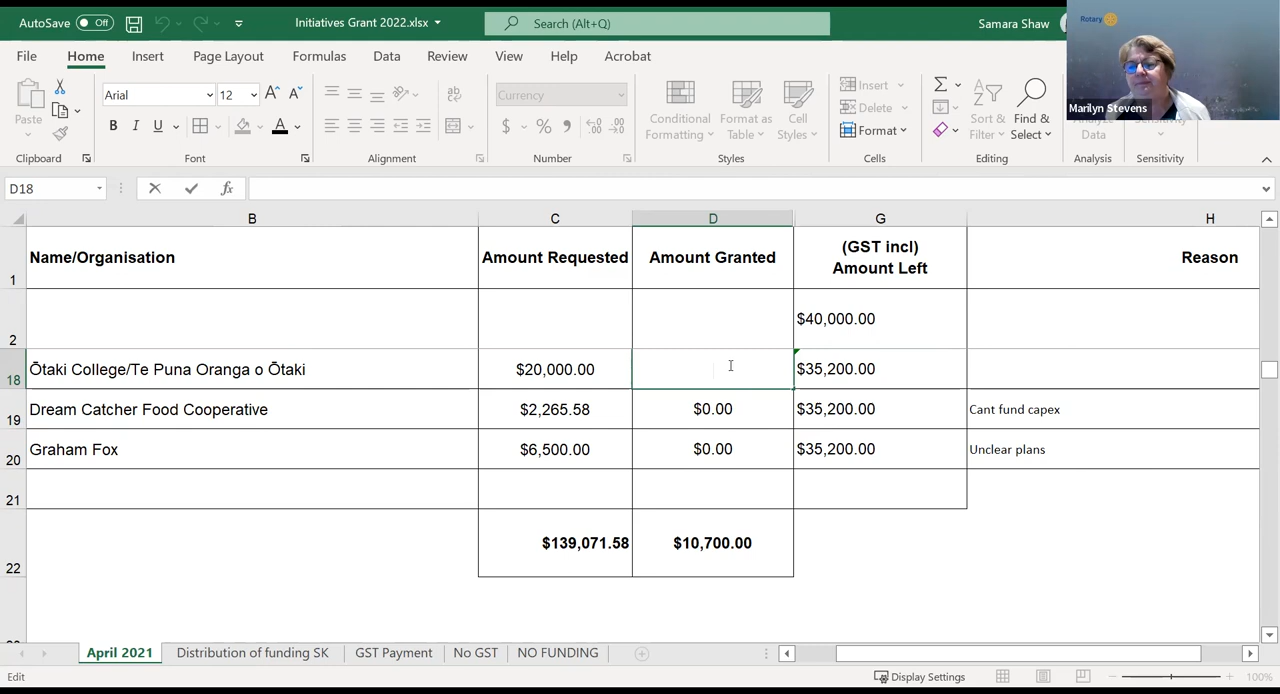 AutoSave Off Initiatives Grant 2022.xlsx Search (Alt+Q) Samara Shaw
Rotary
Marilyn Stevens
File Home Insert Page Layout Formulas Data Review View Help Acrobat
Paste
Arial 12
B I U A
Currency
$ %
Conditional Formatting
Format as Table
Cell Styles
Insert
Delete
Format
Sort & Filter
Find & Select
Analyze Data
Sensitivity
Clipboard Font Alignment Number Styles Cells Editing Analysis Sensitivity
D18 fx
B C D G H
1 Name/Organisation Amount Requested Amount Granted (GST incl) Amount Left Reason
2 $40,000.00
18 Ōtaki College/Te Puna Oranga o Ōtaki $20,000.00 $35,200.00
19 Dream Catcher Food Cooperative $2,265.58 $0.00 $35,200.00 Cant fund capex
20 Graham Fox $6,500.00 $0.00 $35,200.00 Unclear plans
21
22 $139,071.58 $10,700.00
April 2021 Distribution of funding SK GST Payment No GST NO FUNDING
Edit Display Settings 100%